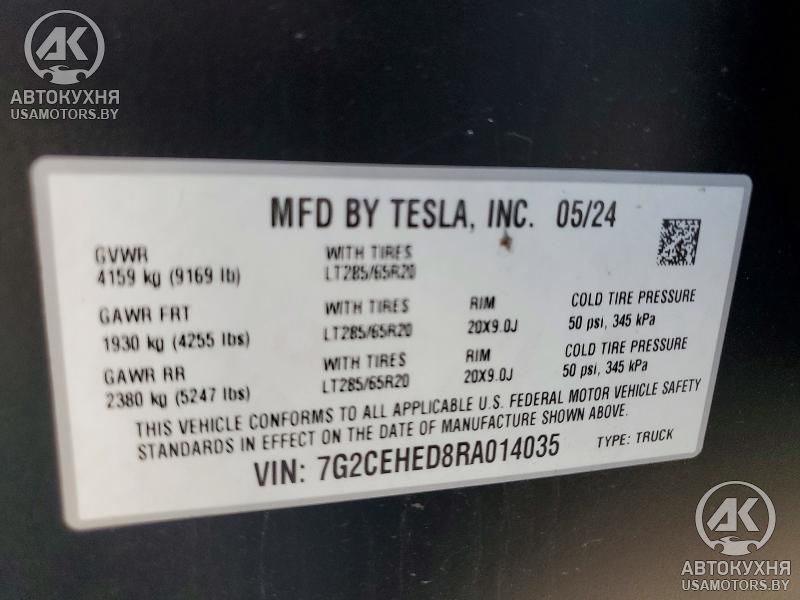 AK
АВТОКУХНЯ
USAMOTORS.BY
MFD BY TESLA, INC. 05/24
GVWR WITH TIRES
4159 kg (9169 lb) LT285/65R20
GAWR FRT WITH TIRES RIM COLD TIRE PRESSURE
1930 kg (4255 lbs) LT285/65R20 20X9.0J 50 psi, 345 kPa
GAWR RR WITH TIRES RIM COLD TIRE PRESSURE
2380 kg (5247 lbs) LT285/65R20 20X9.0J 50 psi, 345 kPa
THIS VEHICLE CONFORMS TO ALL APPLICABLE U.S. FEDERAL MOTOR VEHICLE SAFETY
STANDARDS IN EFFECT ON THE DATE OF MANUFACTURE SHOWN ABOVE.
VIN: 7G2CEHED8RA014035 TYPE: TRUCK
AK
АВТОКУХНЯ
USAMOTORS.BY